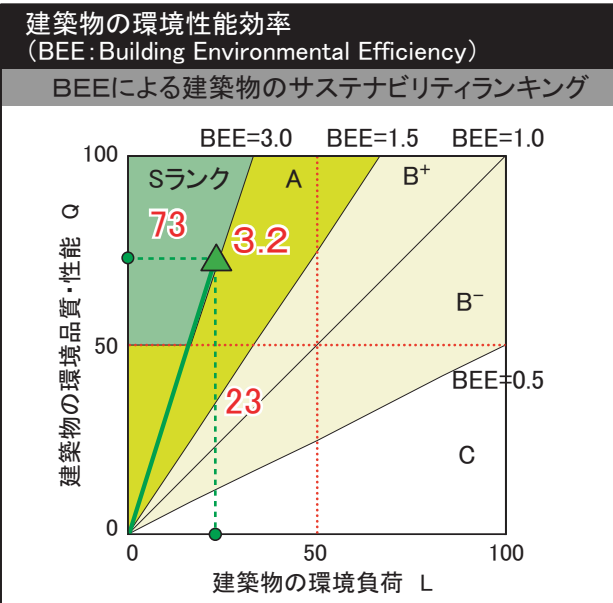 建築物の環境性能効率
（BEE：Building Environmental Efficiency）
BEEによる建築物のサステナビリティランキング
BEE=3.0 BEE=1.5 BEE=1.0
100
Sランク A B⁺
73
3.2
建築物の環境品質・性能 Q
B⁻
50
BEE=0.5
23
C
0
0 50 100
建築物の環境負荷 L